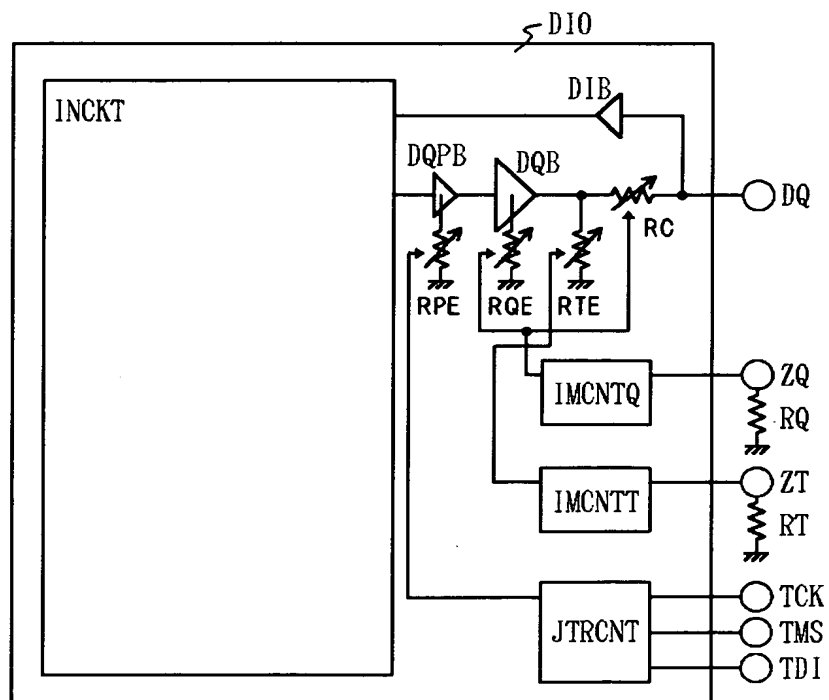 DIO
INCKT
DIB
DQPB
DQB
DQ
RC
RPE
RQE
RTE
IMCNTQ
ZQ
RQ
IMCNTT
ZT
RT
JTRCNT
TCK
TMS
TDI